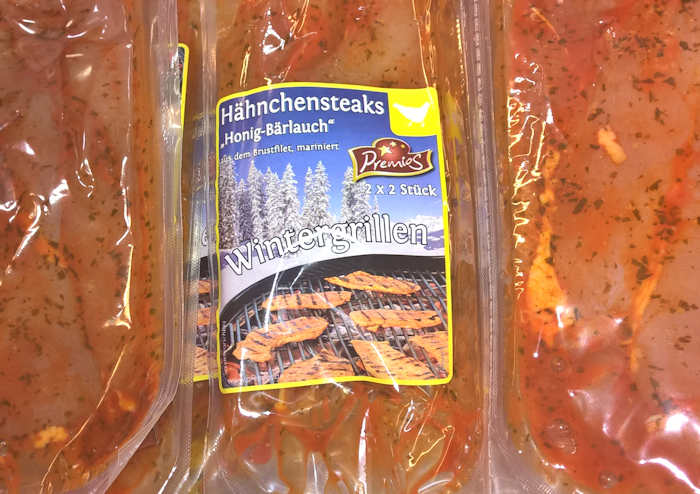 Hähnchensteaks
„Honig-Bärlauch“
aus dem Brustfilet, mariniert
Premios
2 x 2 Stück
Wintergrillen